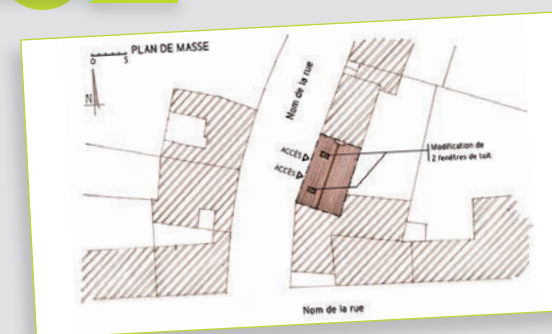 PLAN DE MASSE
0 5
N
Nom de la rue
ACCÈS
ACCÈS
Modification de
2 fenêtres de toit
Nom de la rue